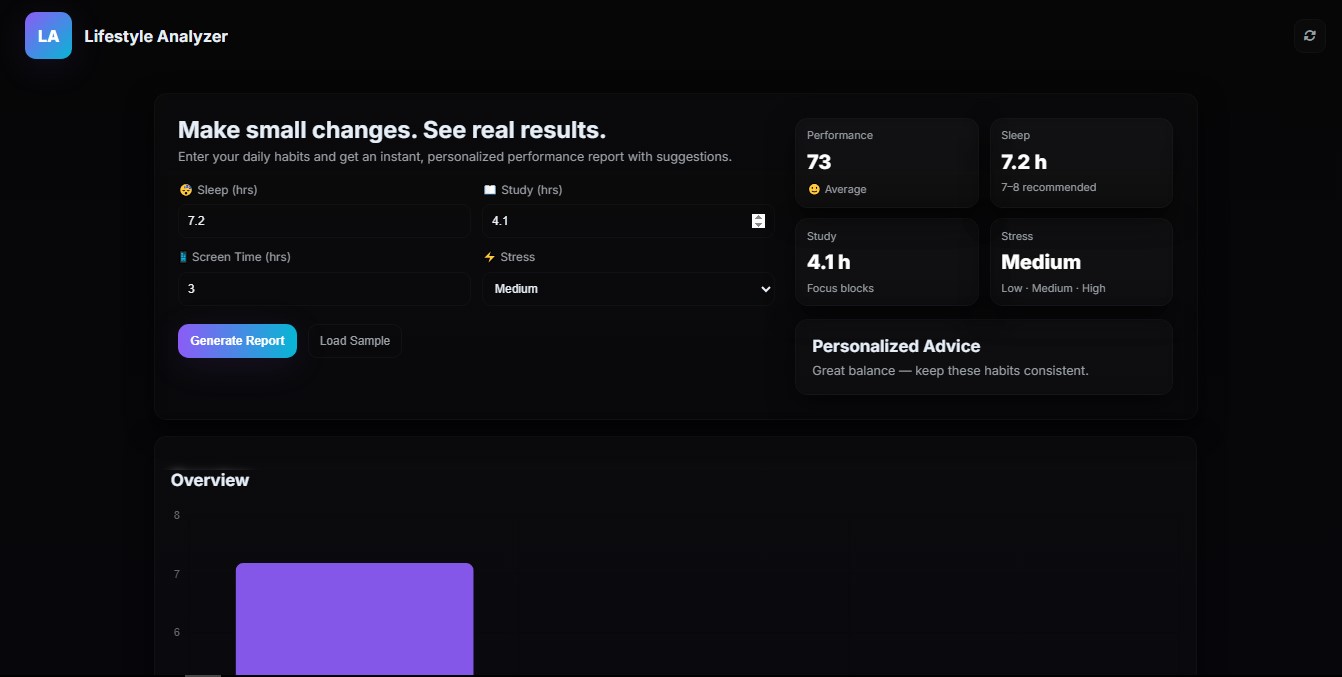 LA Lifestyle Analyzer
Make small changes. See real results.
Enter your daily habits and get an instant, personalized performance report with suggestions.
😴 Sleep (hrs)
7.2
📖 Study (hrs)
4.1
📱 Screen Time (hrs)
3
⚡ Stress
Medium
Generate Report
Load Sample
Performance
73
😀 Average
Sleep
7.2 h
7–8 recommended
Study
4.1 h
Focus blocks
Stress
Medium
Low · Medium · High
Personalized Advice
Great balance — keep these habits consistent.
Overview
8
7
6